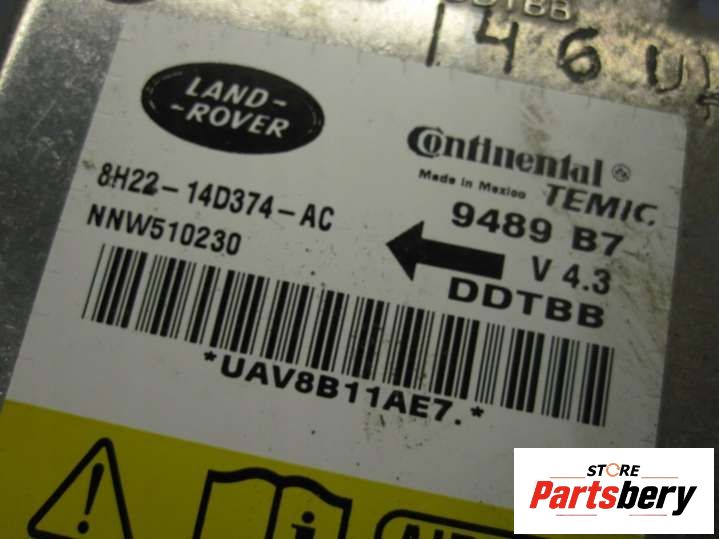 DDTBB
LAND-
-ROVER
Continental®
Made in Mexico TEMIC
8H22-14D374-AC
NNW510230
9489 B7
V 4.3
DDTBB
*UAV8B11AE7.*
STORE
Partsbery